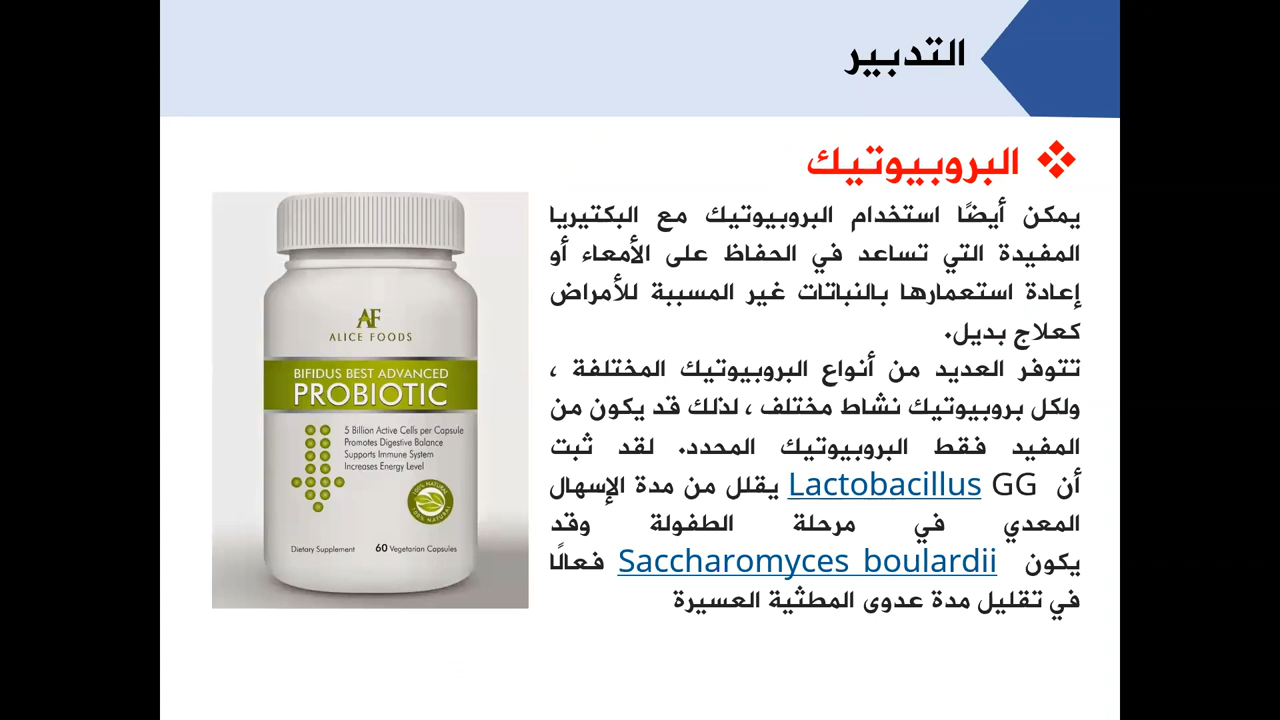 التدبير
البروبيوتيك
يمكن أيضًا استخدام البروبيوتيك مع البكتيريا
المفيدة التي تساعد في الحفاظ على الأمعاء أو
إعادة استعمارها بالنباتات غير المسببة للأمراض
كعلاج بديل.
تتوفر العديد من أنواع البروبيوتيك المختلفة ،
ولكل بروبيوتيك نشاط مختلف ، لذلك قد يكون من
المفيد فقط البروبيوتيك المحدد. لقد ثبت
أن Lactobacillus GG يقلل من مدة الإسهال
المعدي في مرحلة الطفولة وقد
يكون Saccharomyces boulardii فعالًا
في تقليل مدة عدوى المطثية العسيرة
AF
ALICE FOODS
BIFIDUS BEST ADVANCED
PROBIOTIC
5 Billion Active Cells per Capsule
Promotes Digestive Balance
Supports Immune System
Increases Energy Level
100% NATURAL
100% NATURAL
Dietary Supplement 60 Vegetarian Capsules